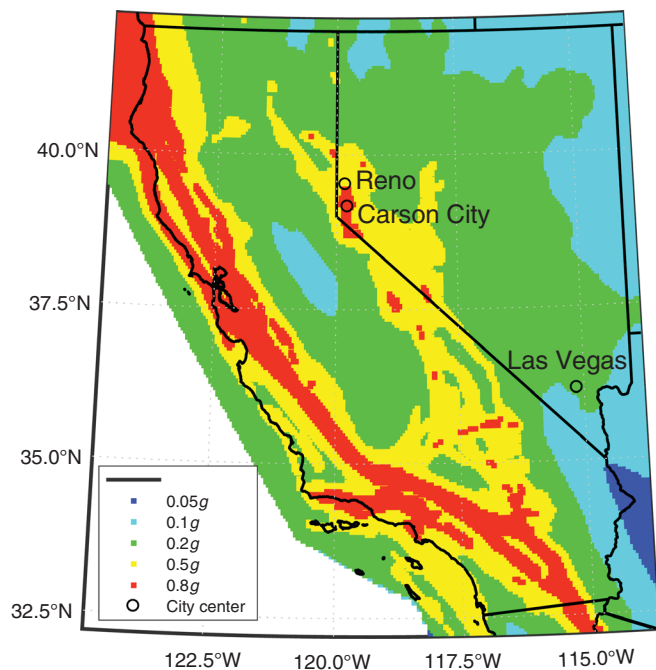 40.0°N
Reno
Carson City
37.5°N
Las Vegas
35.0°N
0.05g
0.1g
0.2g
0.5g
0.8g
City center
32.5°N
122.5°W 120.0°W 117.5°W 115.0°W